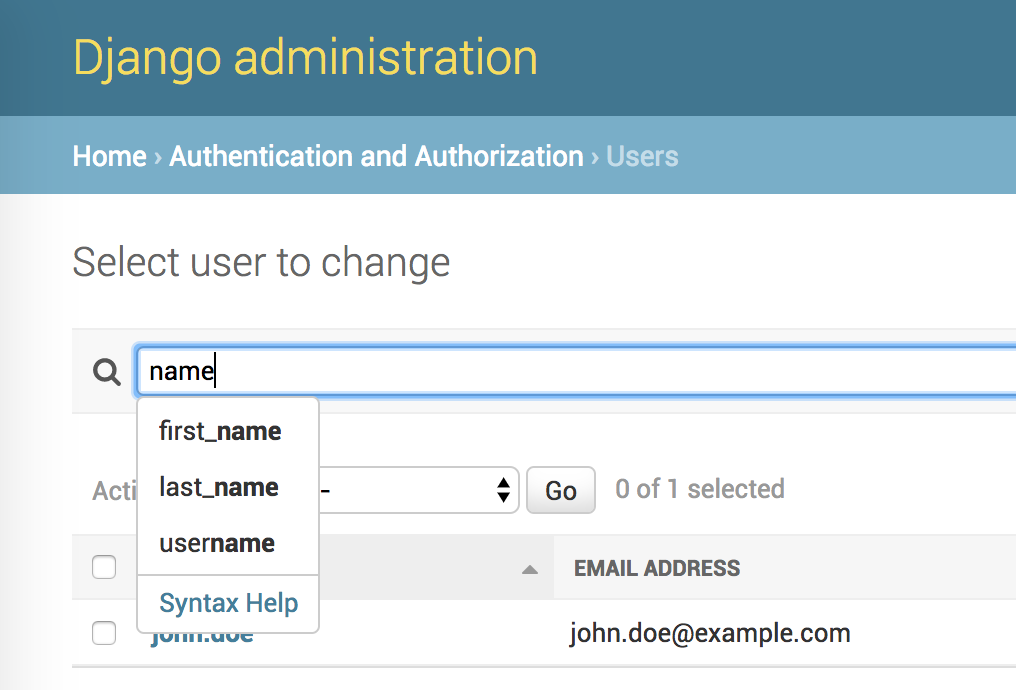 Django administration
Home › Authentication and Authorization › Users
Select user to change
name
first_name
last_name
username
Syntax Help
Acti
-
Go
0 of 1 selected
EMAIL ADDRESS
john.doe
john.doe@example.com